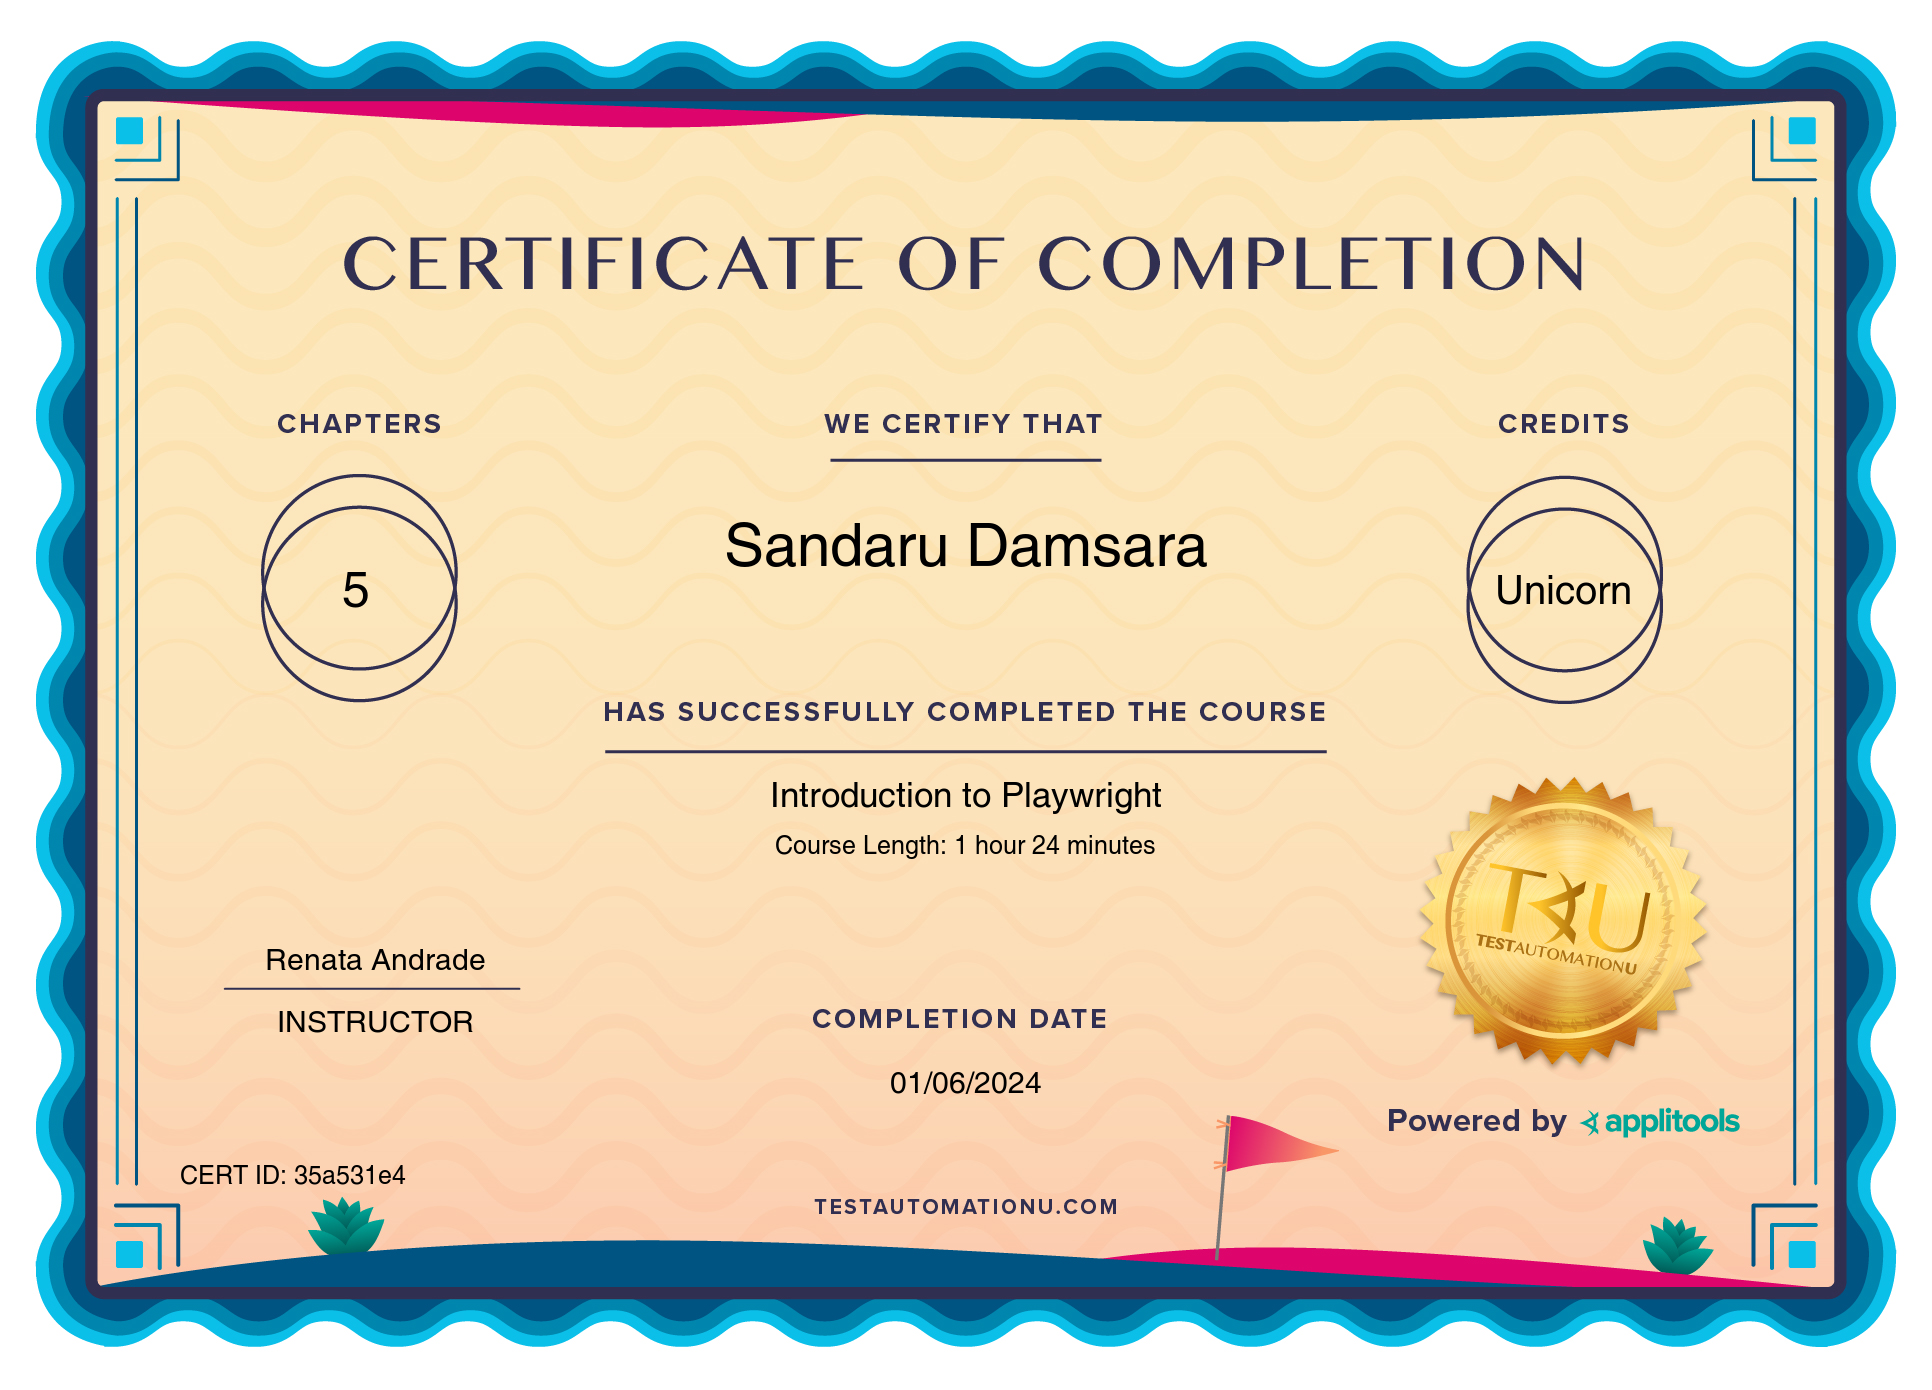 CERTIFICATE OF COMPLETION
CHAPTERS
5
WE CERTIFY THAT
Sandaru Damsara
CREDITS
Unicorn
HAS SUCCESSFULLY COMPLETED THE COURSE
Introduction to Playwright
Course Length: 1 hour 24 minutes
TAU
TESTAUTOMATIONU
Renata Andrade
INSTRUCTOR
COMPLETION DATE
01/06/2024
Powered by applitools
CERT ID: 35a531e4
TESTAUTOMATIONU.COM